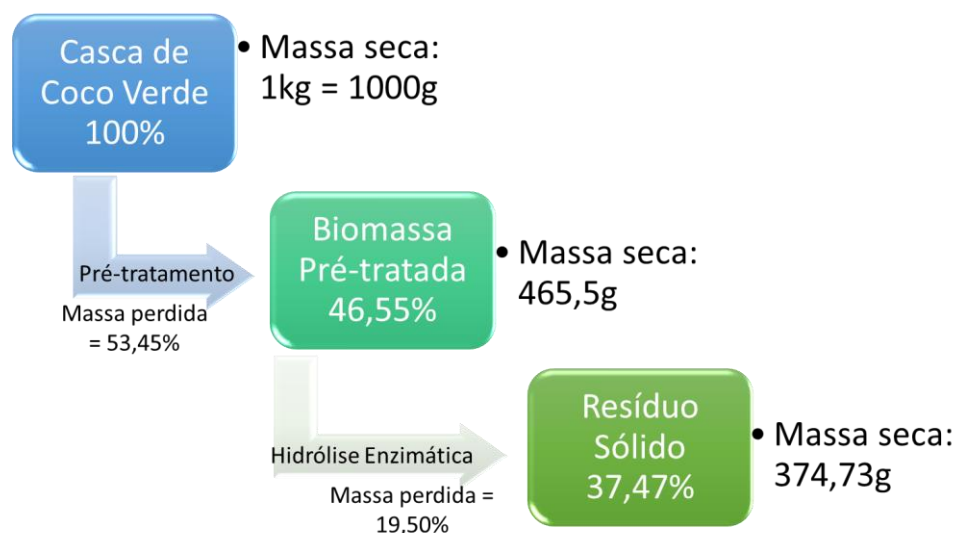 Casca de
Coco Verde
100%
• Massa seca:
1kg = 1000g
Pré-tratamento
Massa perdida
= 53,45%
Biomassa
Pré-tratada
46,55%
• Massa seca:
465,5g
Hidrólise Enzimática
Massa perdida =
19,50%
Resíduo
Sólido
37,47%
• Massa seca:
374,73g